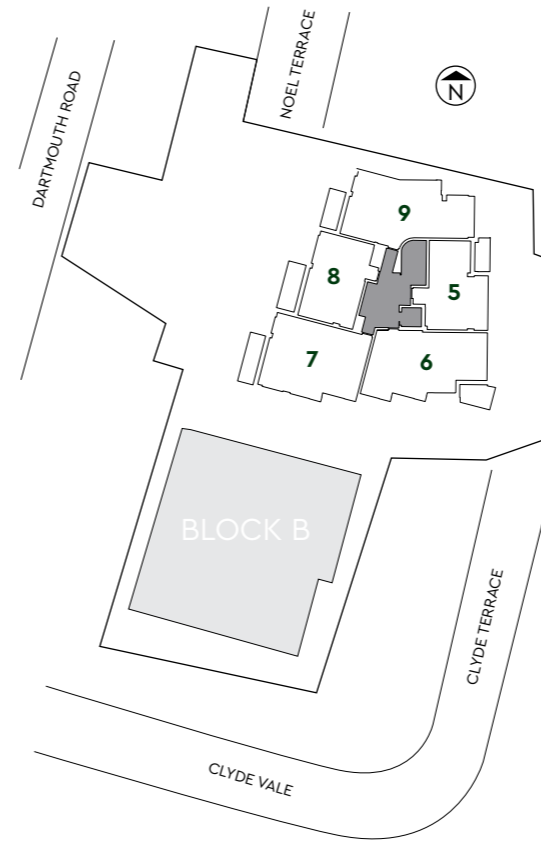 NOEL TERRACE
DARTMOUTH ROAD
N
9
8
5
7
6
BLOCK B
CLYDE TERRACE
CLYDE VALE